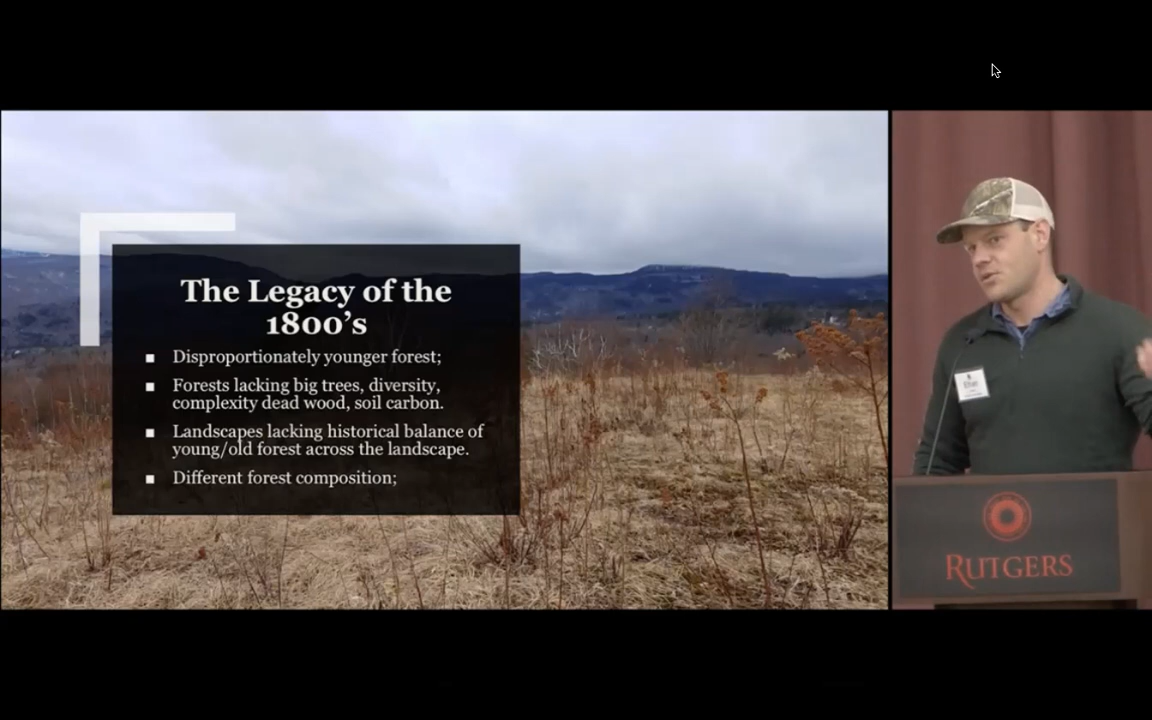 The Legacy of the
1800's
▪ Disproportionately younger forest;
▪ Forests lacking big trees, diversity,
complexity dead wood, soil carbon.
▪ Landscapes lacking historical balance of
young/old forest across the landscape.
▪ Different forest composition;
Ethan
RUTGERS